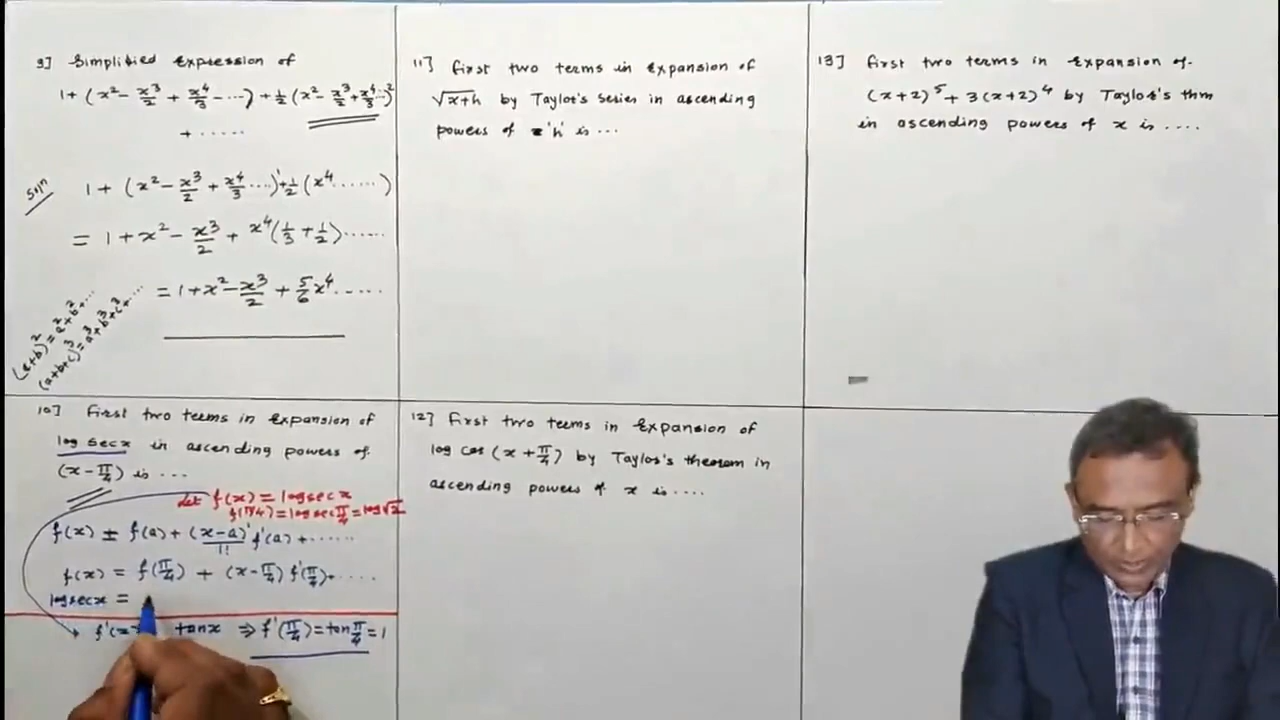 9] Simplified Expression of
1 + (x² - x³/2 + x⁴/3 - ...) + 1/2 (x² - x³/2 + x⁴/3 ...)²
+ ......
Soln
1 + (x² - x³/2 + x⁴/3 ....)¹ + 1/2 (x⁴ ......)
= 1 + x² - x³/2 + x⁴(1/3 + 1/2) ......
= 1 + x² - x³/2 + 5/6 x⁴ .....
(a+b)² = a² + b² + ...
(a+b+c)³ = a³ + b³ + c³ + ...
10] First two terms in expansion of
log secx in ascending powers of
(x - π/4) is ...
Let f(x) = log secx
f(π/4) = log sec π/4 = log √2
f(x) = f(a) + (x-a)¹/1! f'(a) + ......
f(x) = f(π/4) + (x - π/4) f'(π/4) + ....
log secx =
f'(x) tanx ⇒ f'(π/4) = tan π/4 = 1
11] First two terms in Expansion of
√x+h by Taylor's series in ascending
powers of 'h' is ...
12] First two terms in Expansion of
log cos (x + π/4) by Taylor's theorem in
ascending powers of x is ....
13] First two terms in Expansion of.
(x+2)⁵ + 3(x+2)⁴ by Taylor's thm
in ascending powers of x is ....